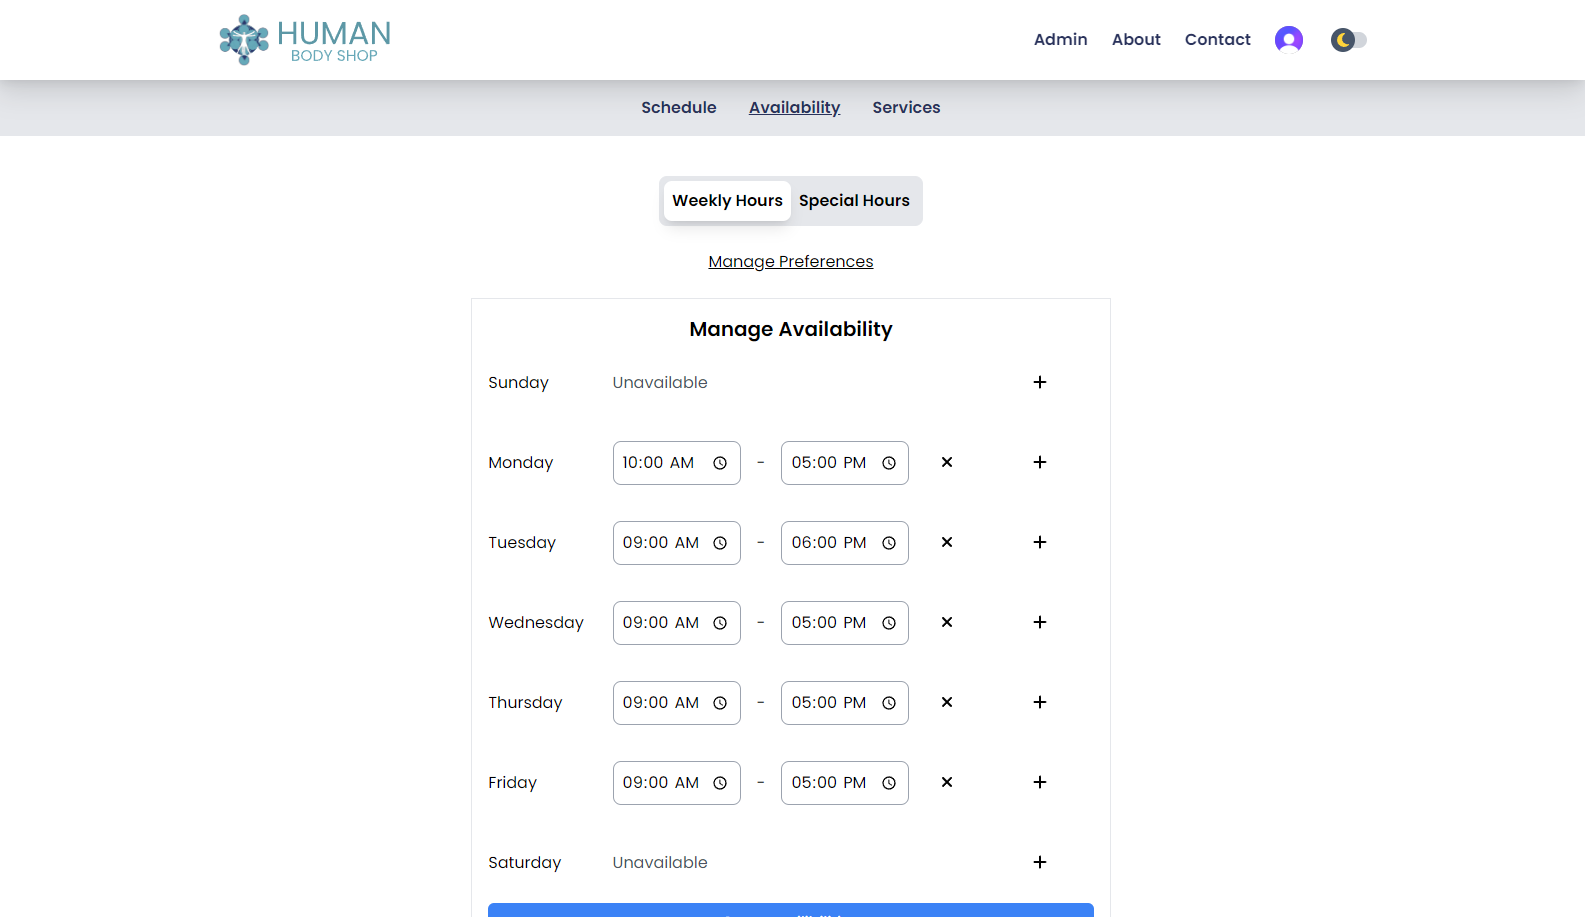 HUMAN
BODY SHOP
Admin About Contact
Schedule Availability Services
Weekly Hours Special Hours
Manage Preferences
Manage Availability
Sunday Unavailable
Monday 10:00 AM - 05:00 PM
Tuesday 09:00 AM - 06:00 PM
Wednesday 09:00 AM - 05:00 PM
Thursday 09:00 AM - 05:00 PM
Friday 09:00 AM - 05:00 PM
Saturday Unavailable